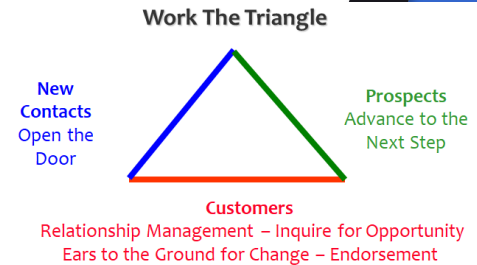 Work The Triangle
New
Contacts
Open the
Door
Prospects
Advance to the
Next Step
Customers
Relationship Management – Inquire for Opportunity
Ears to the Ground for Change – Endorsement